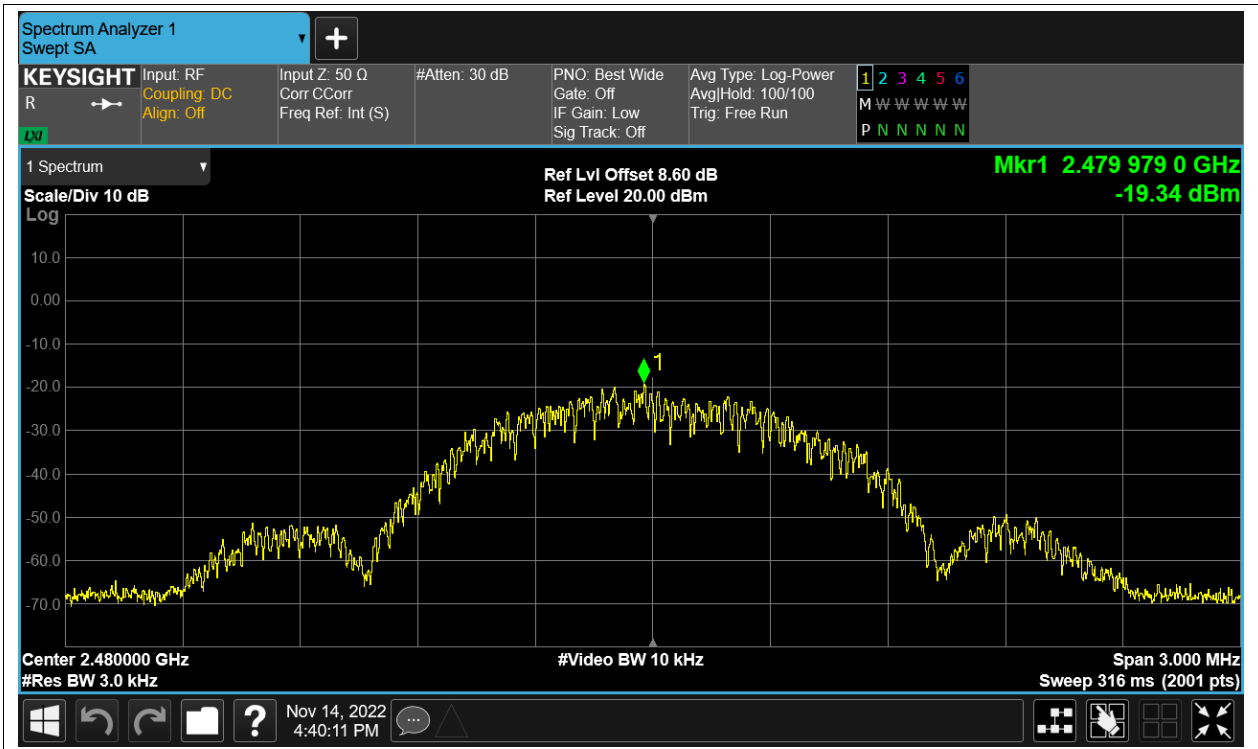 Spectrum Analyzer 1
Swept SA
+
KEYSIGHT
R
LXI
Input: RF
Coupling: DC
Align: Off
Input Z: 50 Ω
Corr CCorr
Freq Ref: Int (S)
#Atten: 30 dB
PNO: Best Wide
Gate: Off
IF Gain: Low
Sig Track: Off
Avg Type: Log-Power
Avg|Hold: 100/100
Trig: Free Run
1 2 3 4 5 6
M W W W W W
P N N N N N
1 Spectrum
Scale/Div 10 dB
Log
Ref Lvl Offset 8.60 dB
Ref Level 20.00 dBm
Mkr1 2.479 979 0 GHz
-19.34 dBm
10.0
0.00
-10.0
1
-20.0
-30.0
-40.0
-50.0
-60.0
-70.0
Center 2.480000 GHz
#Video BW 10 kHz
Span 3.000 MHz
#Res BW 3.0 kHz
Sweep 316 ms (2001 pts)
?
Nov 14, 2022
4:40:11 PM